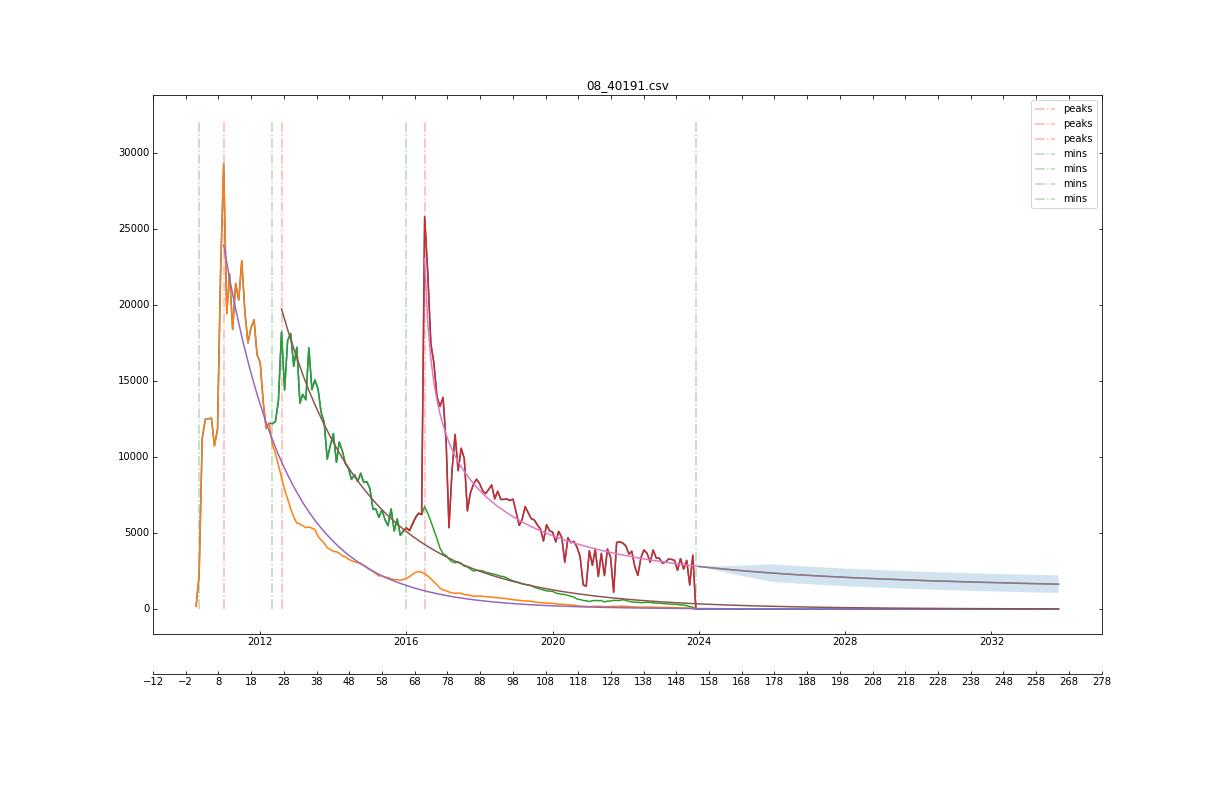 08_40191.csv
peaks
peaks
peaks
mins
mins
mins
mins
30000
25000
20000
15000
10000
5000
0
2012 2016 2020 2024 2028 2032
−12 −2 8 18 28 38 48 58 68 78 88 98 108 118 128 138 148 158 168 178 188 198 208 218 228 238 248 258 268 278